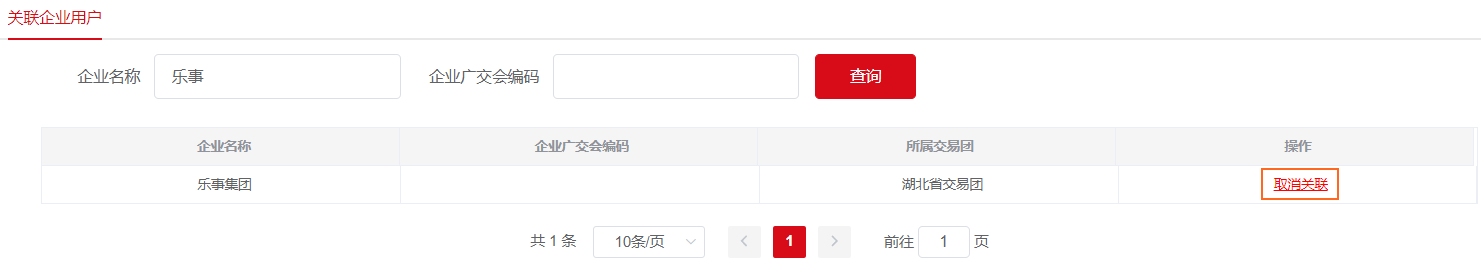 关联企业用户
企业名称 乐事 企业广交会编码 查询
企业名称 企业广交会编码 所属交易团 操作
乐事集团 湖北省交易团 取消关联
共 1 条 10条/页 1 前往 1 页